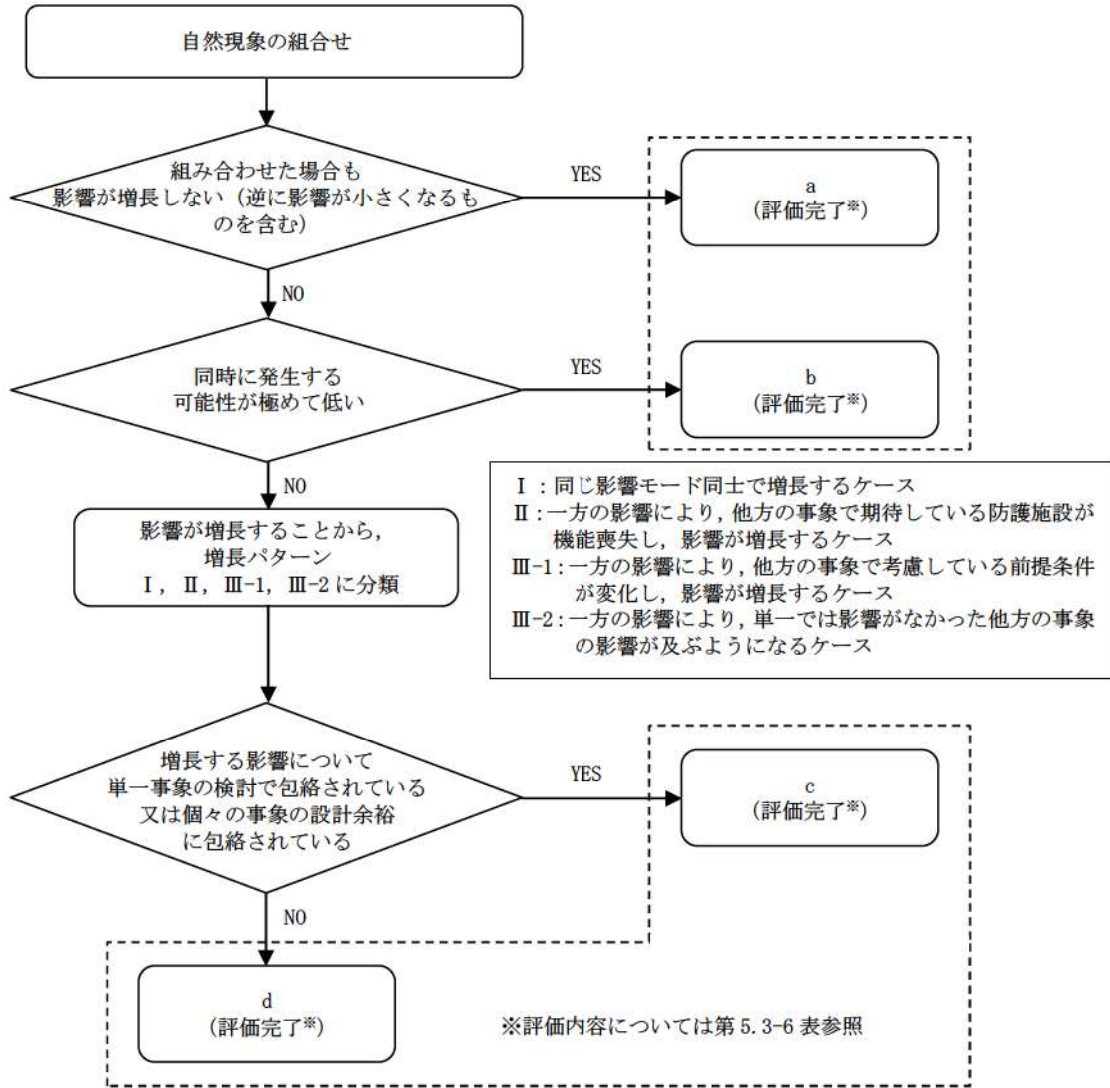 自然現象の組合せ
組み合わせた場合も
影響が増長しない（逆に影響が小さくなるも
のを含む）
YES
a
(評価完了※)
NO
同時に発生する
可能性が極めて低い
YES
b
(評価完了※)
NO
影響が増長することから，
増長パターン
Ⅰ，Ⅱ，Ⅲ-1，Ⅲ-2 に分類
Ⅰ：同じ影響モード同士で増長するケース
Ⅱ：一方の影響により，他方の事象で期待している防護施設が
機能喪失し，影響が増長するケース
Ⅲ-1：一方の影響により，他方の事象で考慮している前提条件
が変化し，影響が増長するケース
Ⅲ-2：一方の影響により，単一では影響がなかった他方の事象
の影響が及ぶようになるケース
増長する影響について
単一事象の検討で包絡されている
又は個々の事象の設計余裕
に包絡されている
YES
c
(評価完了※)
NO
d
(評価完了※)
※評価内容については第 5.3-6 表参照